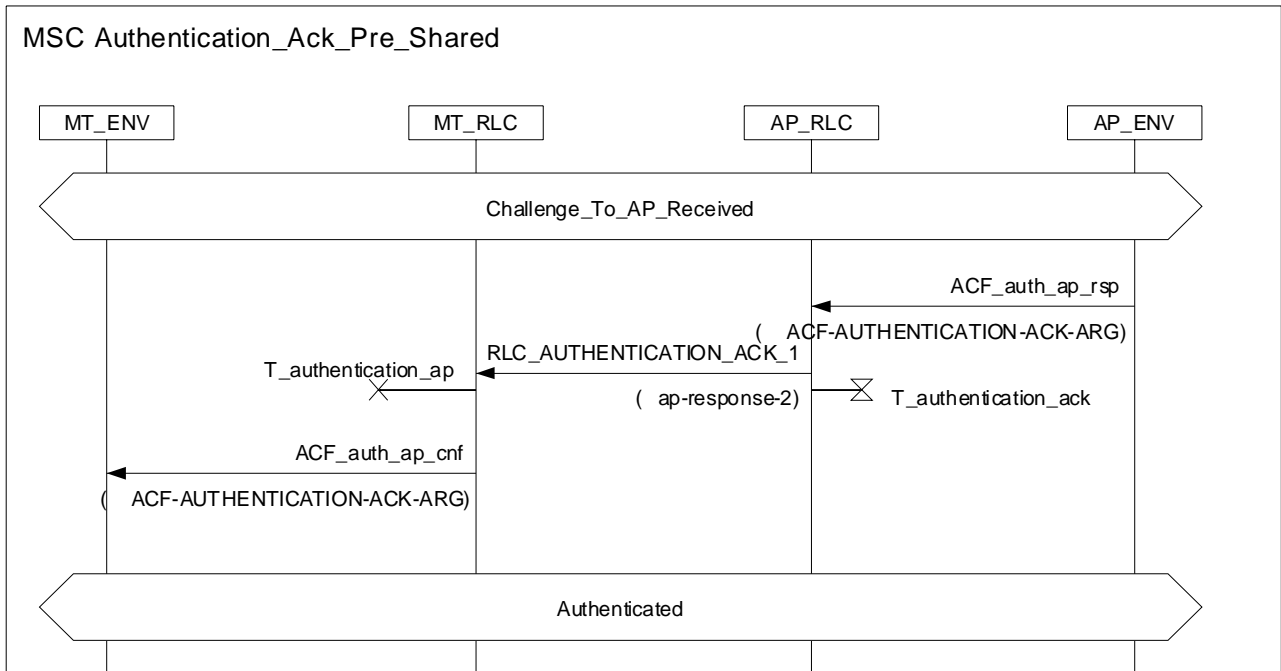 MSC Authentication_Ack_Pre_Shared
MT_ENV
MT_RLC
AP_RLC
AP_ENV
Challenge_To_AP_Received
ACF_auth_ap_rsp
( ACF-AUTHENTICATION-ACK-ARG)
RLC_AUTHENTICATION_ACK_1
T_authentication_ap
( ap-response-2)
T_authentication_ack
ACF_auth_ap_cnf
( ACF-AUTHENTICATION-ACK-ARG)
Authenticated